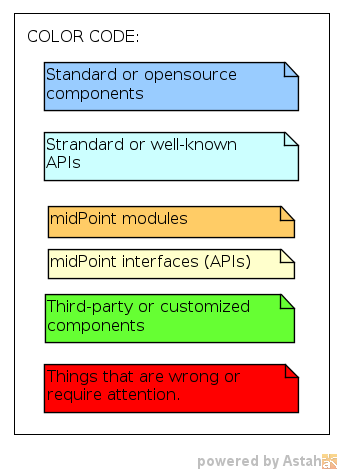 COLOR CODE:
Standard or opensource
components
Strandard or well-known
APIs
midPoint modules
midPoint interfaces (APIs)
Third-party or customized
components
Things that are wrong or
require attention.
powered by Astah